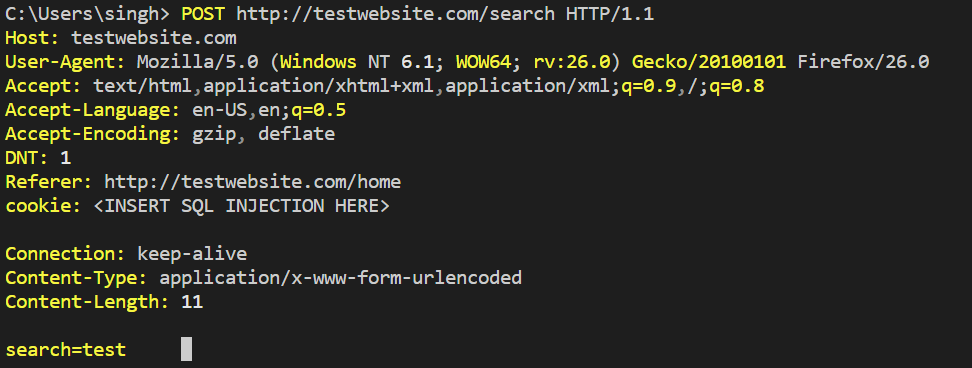 C:\Users\singh> POST http://testwebsite.com/search HTTP/1.1
Host: testwebsite.com
User-Agent: Mozilla/5.0 (Windows NT 6.1; WOW64; rv:26.0) Gecko/20100101 Firefox/26.0
Accept: text/html,application/xhtml+xml,application/xml;q=0.9,/;q=0.8
Accept-Language: en-US,en;q=0.5
Accept-Encoding: gzip, deflate
DNT: 1
Referer: http://testwebsite.com/home
cookie: <INSERT SQL INJECTION HERE>
Connection: keep-alive
Content-Type: application/x-www-form-urlencoded
Content-Length: 11
search=test